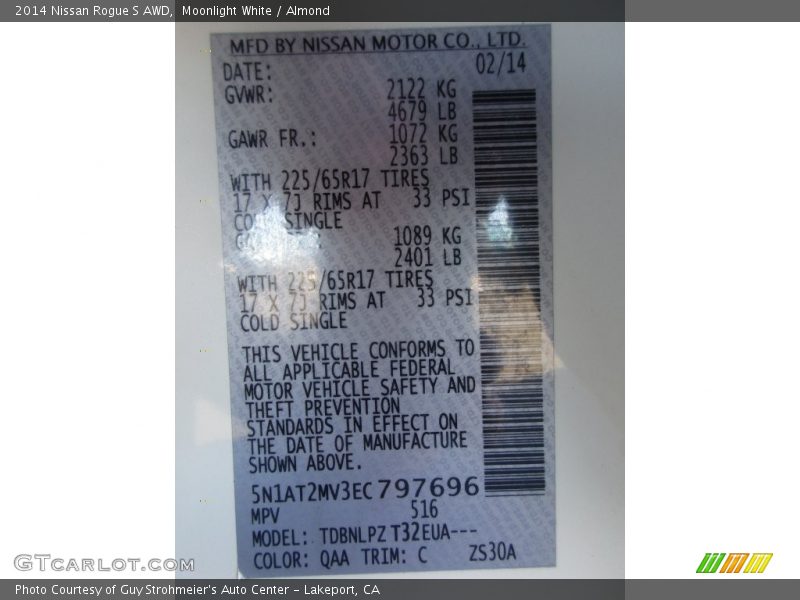 2014 Nissan Rogue S AWD, Moonlight White / Almond
MFD BY NISSAN MOTOR CO., LTD.
DATE: 02/14
GVWR: 2122 KG
4679 LB
GAWR FR.: 1072 KG
2363 LB
WITH 225/65R17 TIRES
17 X 7J RIMS AT 33 PSI
COLD SINGLE
1089 KG
2401 LB
WITH 225/65R17 TIRES
17 X 7J RIMS AT 33 PSI
COLD SINGLE
THIS VEHICLE CONFORMS TO
ALL APPLICABLE FEDERAL
MOTOR VEHICLE SAFETY AND
THEFT PREVENTION
STANDARDS IN EFFECT ON
THE DATE OF MANUFACTURE
SHOWN ABOVE.
5N1AT2MV3EC797696
MPV 516
MODEL: TDBNLPZ T32EUA---
COLOR: QAA TRIM: C ZS30A
GTcarlot.com
Photo Courtesy of Guy Strohmeier's Auto Center - Lakeport, CA